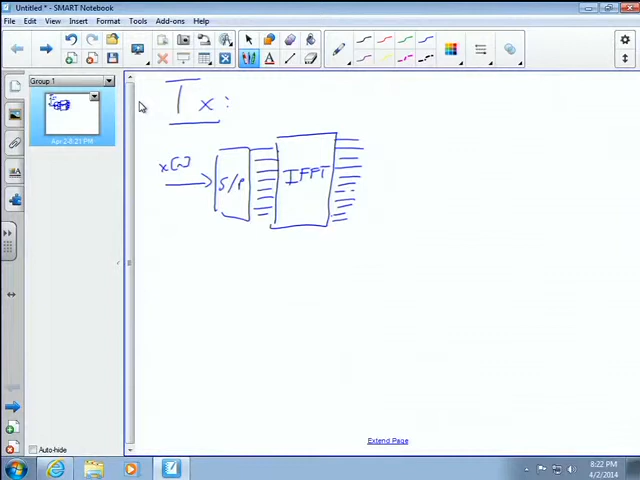 Untitled * - SMART Notebook
File Edit View Insert Format Tools Add-ons Help
Group 1
Apr 2-8:21 PM
Tx:
x[-]
S/P
IFFT
Extend Page
Auto-hide
8:22 PM
4/2/2014